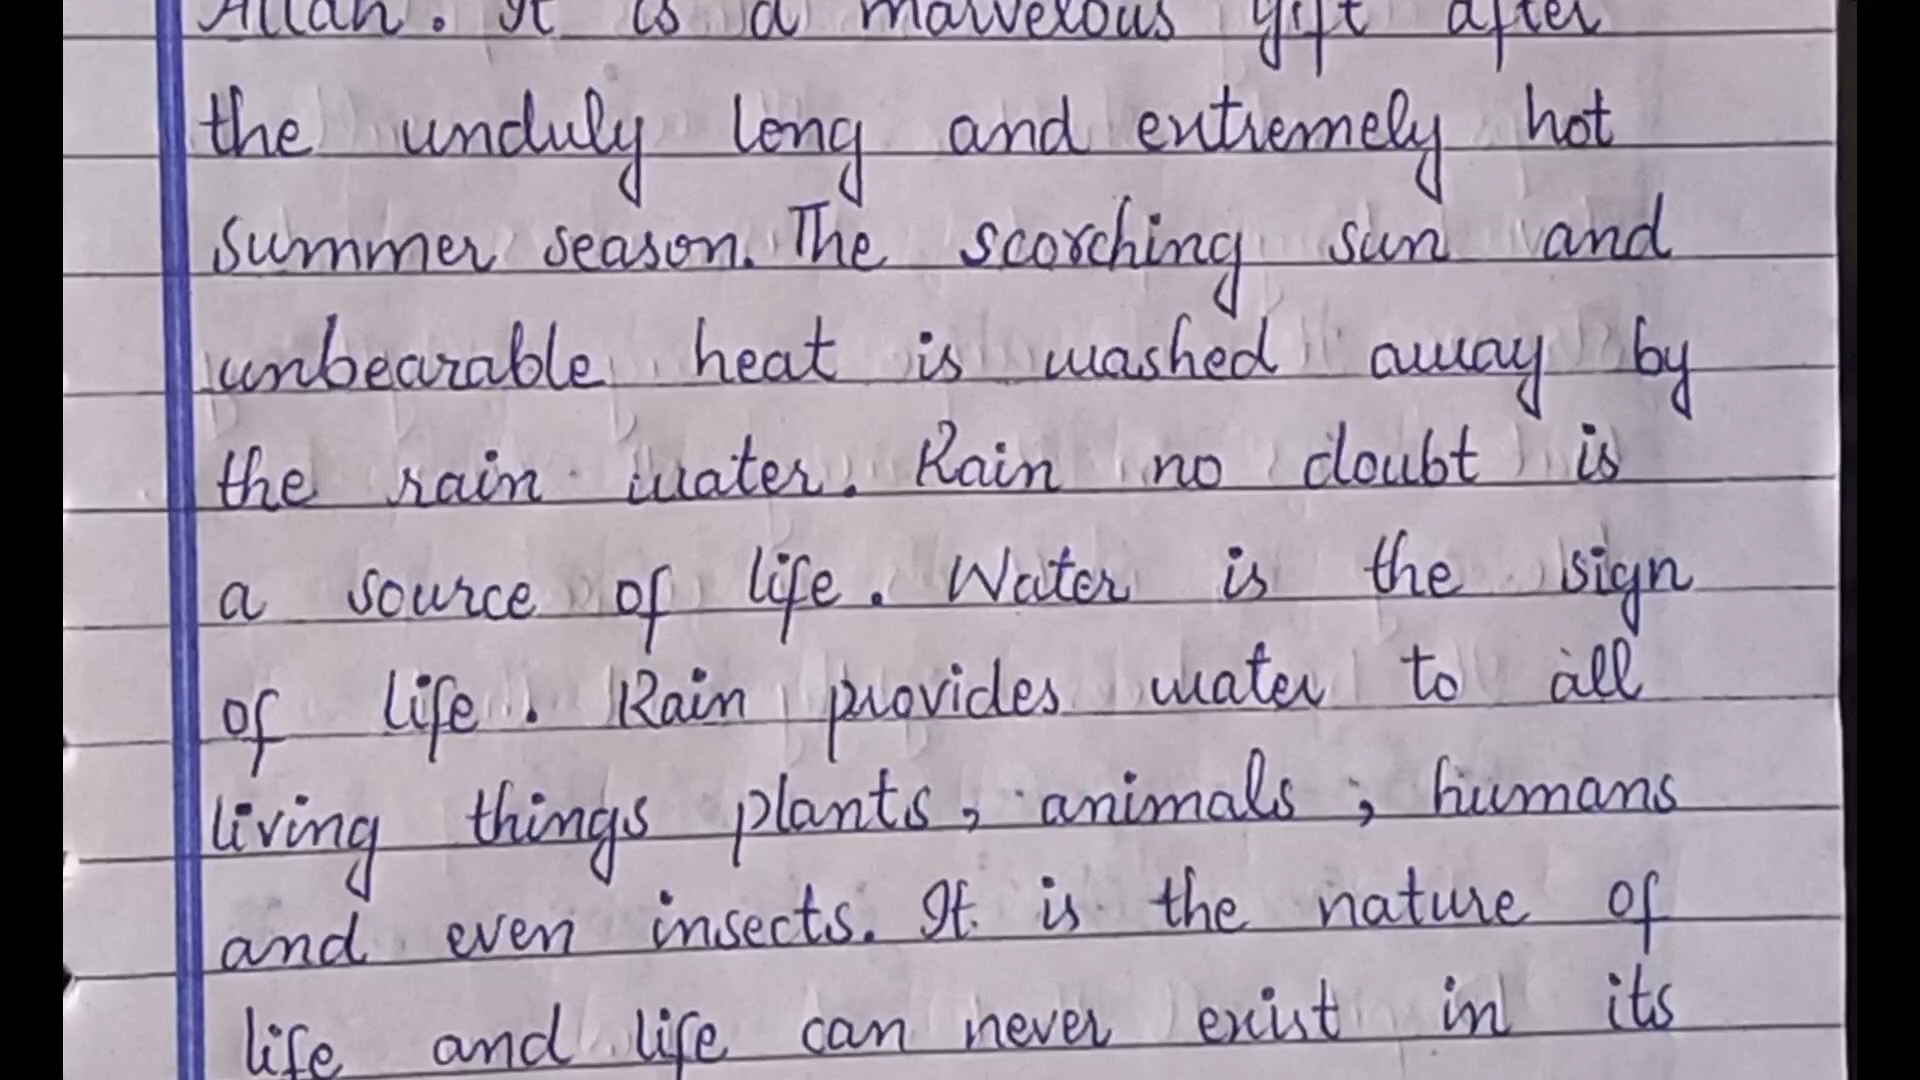 Allah. It is a marvelous gift after
the unduly long and extremely hot
summer season. The scorching sun and
unbearable heat is washed away by
the rain water. Rain no doubt is
a source of life. Water is the sign
of life. Rain provides water to all
living things plants, animals, humans
and even insects. It is the nature of
life and life can never exist in its